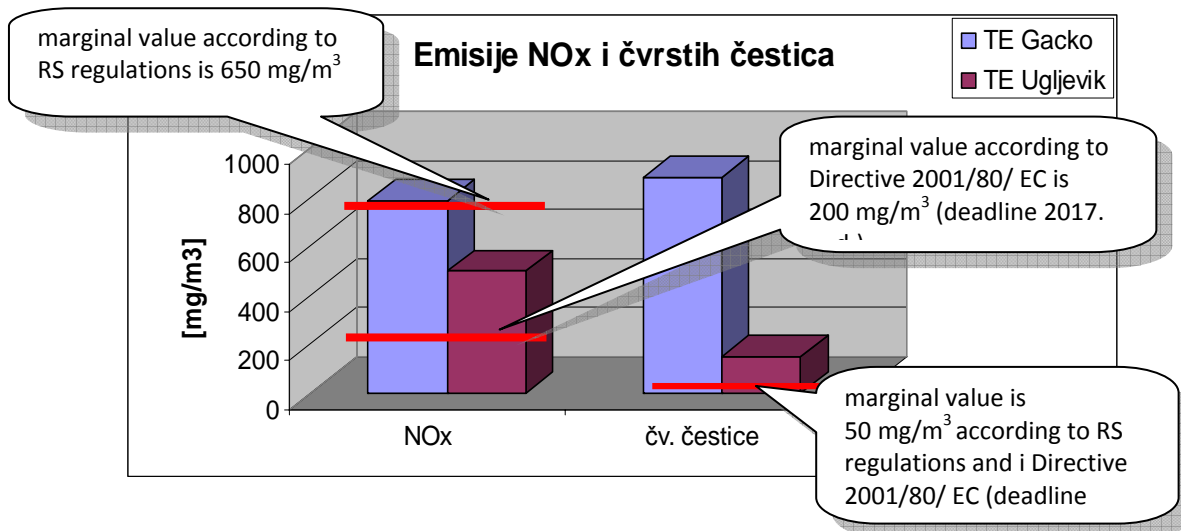 marginal value according to
RS regulations is 650 mg/m³
Emisije NOx i čvrstih čestica
TE Gacko
TE Ugljevik
marginal value according to
Directive 2001/80/ EC is
200 mg/m³ (deadline 2017.
[mg/m3]
1000
800
600
400
200
0
NOx
čv. čestice
marginal value is
50 mg/m³ according to RS
regulations and i Directive
2001/80/ EC (deadline